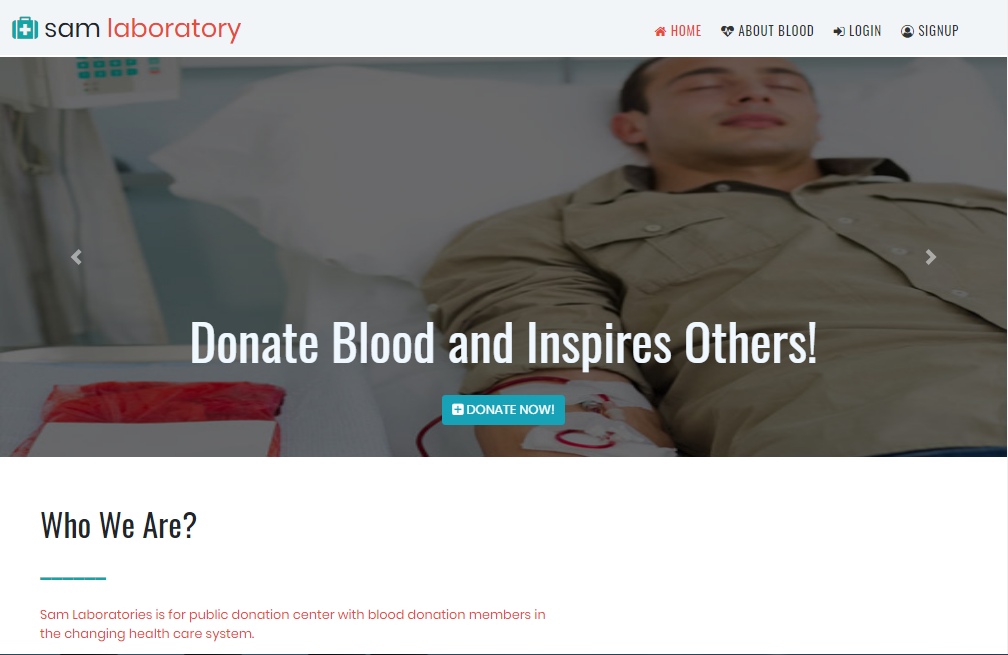 sam laboratory
HOME ABOUT BLOOD LOGIN SIGNUP
Donate Blood and Inspires Others!
DONATE NOW!
Who We Are?
Sam Laboratories is for public donation center with blood donation members in
the changing health care system.